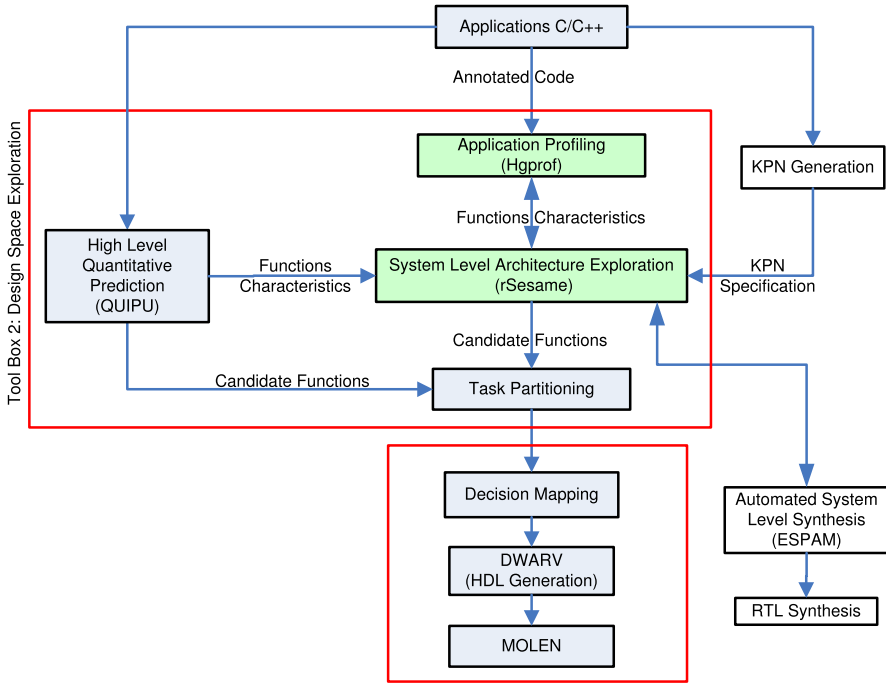 Applications C/C++
Annotated Code
Tool Box 2: Design Space Exploration
Application Profiling
(Hgprof)
KPN Generation
Functions Characteristics
High Level
Quantitative
Prediction
(QUIPU)
Functions
Characteristics
System Level Architecture Exploration
(rSesame)
KPN
Specification
Candidate Functions
Candidate Functions
Task Partitioning
Decision Mapping
Automated System
Level Synthesis
(ESPAM)
DWARV
(HDL Generation)
RTL Synthesis
MOLEN